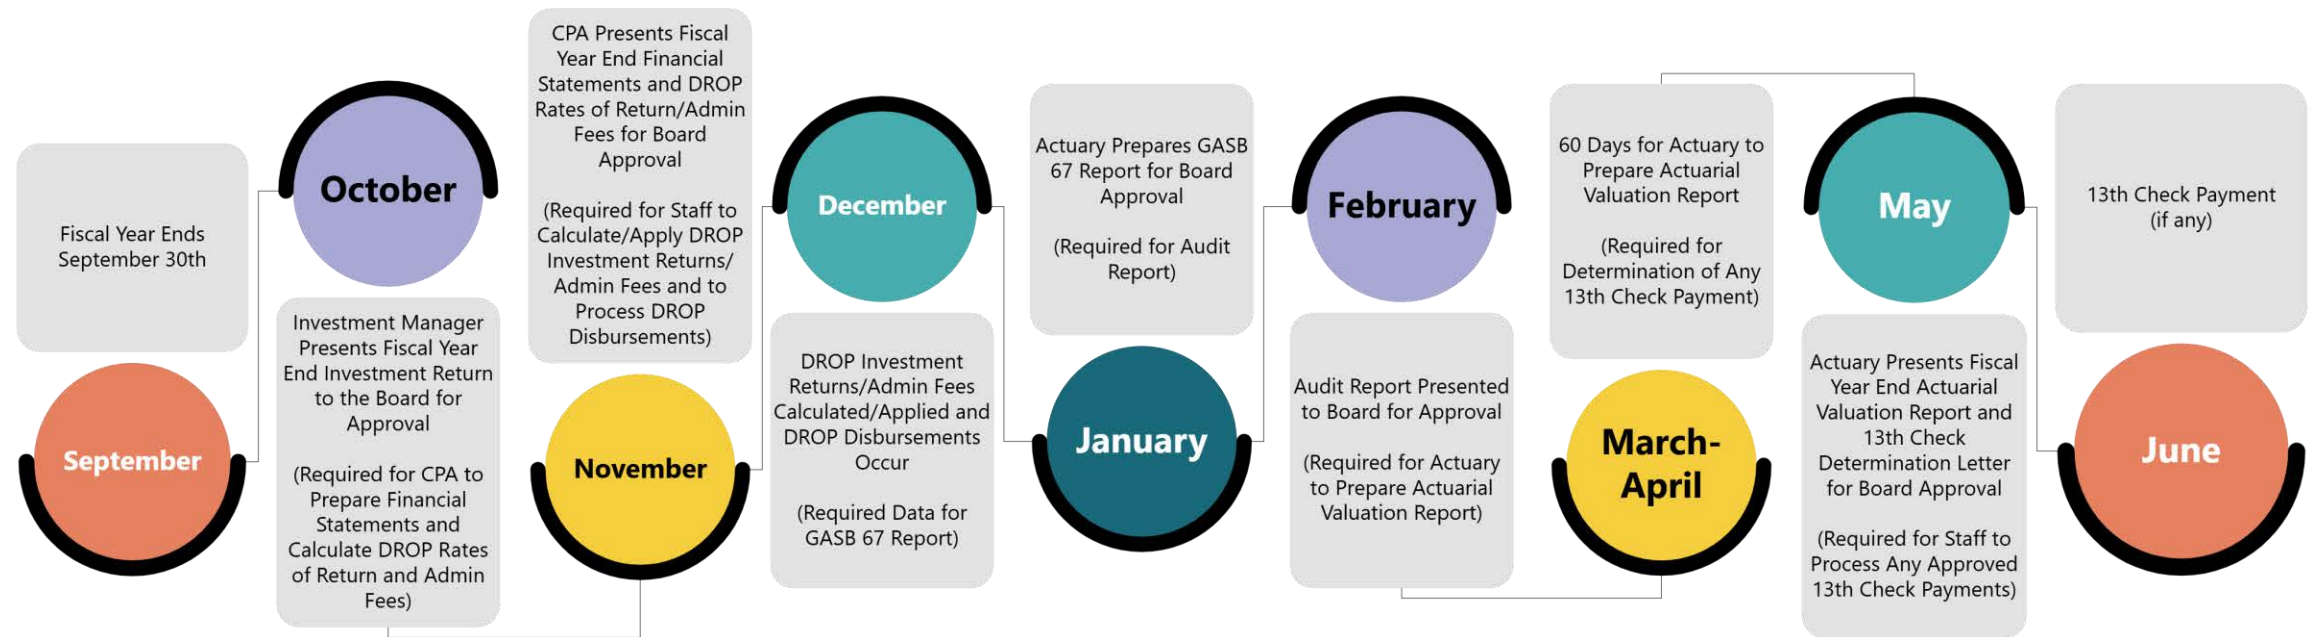 Fiscal Year Ends
September 30th
September
October
Investment Manager
Presents Fiscal Year
End Investment Return
to the Board for
Approval
(Required for CPA to
Prepare Financial
Statements and
Calculate DROP Rates
of Return and Admin
Fees)
CPA Presents Fiscal
Year End Financial
Statements and DROP
Rates of Return/Admin
Fees for Board
Approval
(Required for Staff to
Calculate/Apply DROP
Investment Returns/
Admin Fees and to
Process DROP
Disbursements)
November
December
DROP Investment
Returns/Admin Fees
Calculated/Applied and
DROP Disbursements
Occur
(Required Data for
GASB 67 Report)
Actuary Prepares GASB
67 Report for Board
Approval
(Required for Audit
Report)
January
February
Audit Report Presented
to Board for Approval
(Required for Actuary
to Prepare Actuarial
Valuation Report)
60 Days for Actuary to
Prepare Actuarial
Valuation Report
(Required for
Determination of Any
13th Check Payment)
March-
April
May
Actuary Presents Fiscal
Year End Actuarial
Valuation Report and
13th Check
Determination Letter
for Board Approval
(Required for Staff to
Process Any Approved
13th Check Payments)
13th Check Payment
(if any)
June